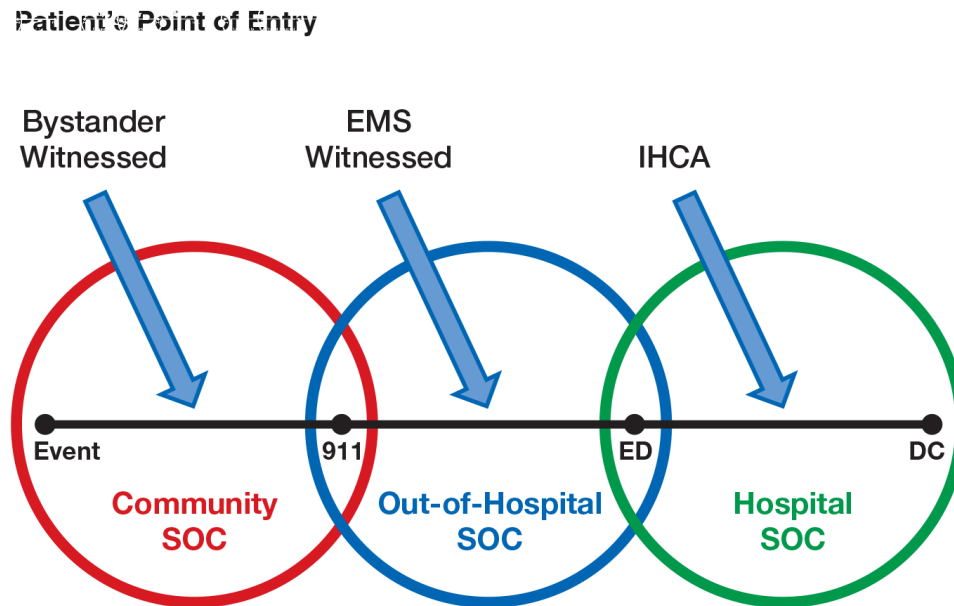 Patient's Point of Entry
Bystander
Witnessed
EMS
Witnessed
IHCA
Event
911
ED
DC
Community
SOC
Out-of-Hospital
SOC
Hospital
SOC